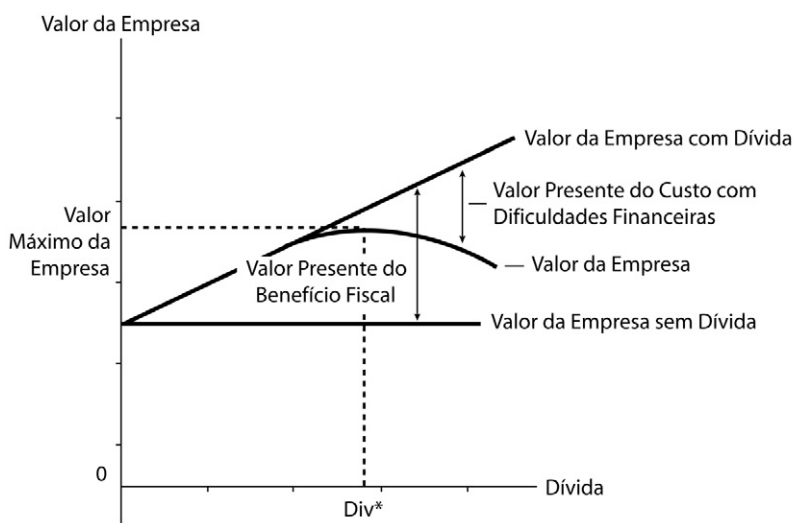 Valor da Empresa
Valor da Empresa com Dívida
Valor Presente do Custo com
Dificuldades Financeiras
Valor
Máximo da
Empresa
Valor Presente do
Benefício Fiscal
Valor da Empresa
Valor da Empresa sem Dívida
0
Dívida
Div*